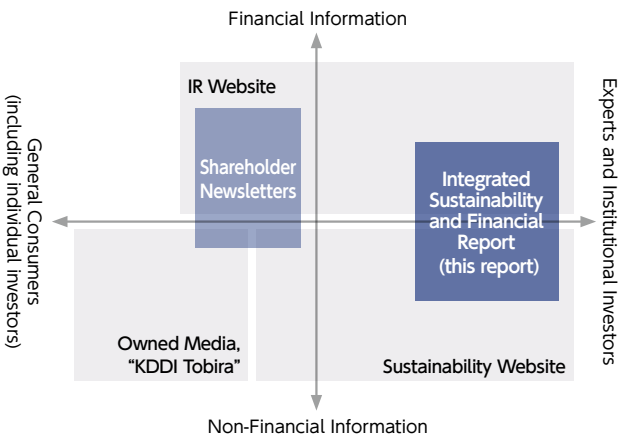 Financial Information
IR Website
Shareholder
Newsletters
Integrated
Sustainability
and Financial
Report
(this report)
General Consumers
(including individual investors)
Experts and Institutional Investors
Owned Media,
“KDDI Tobira”
Sustainability Website
Non-Financial Information